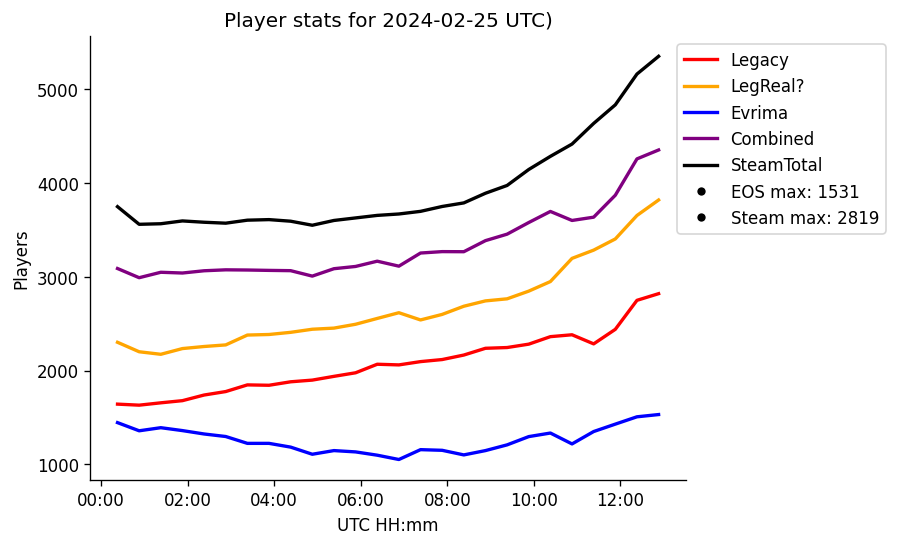 Player stats for 2024-02-25 UTC)
Legacy
LegReal?
Evrima
Combined
SteamTotal
EOS max: 1531
Steam max: 2819
Players
5000
4000
3000
2000
1000
00:00 02:00 04:00 06:00 08:00 10:00 12:00
UTC HH:mm